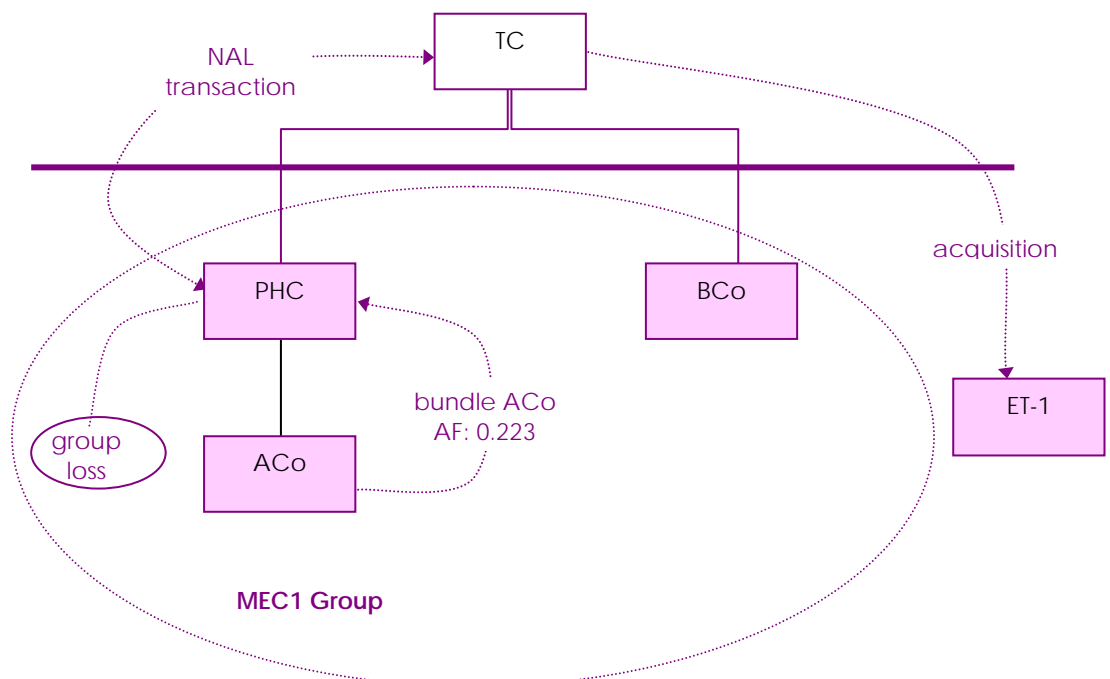 TC
NAL
transaction
acquisition
PHC
BCo
bundle ACo
AF: 0.223
ET-1
group
loss
ACo
MEC1 Group